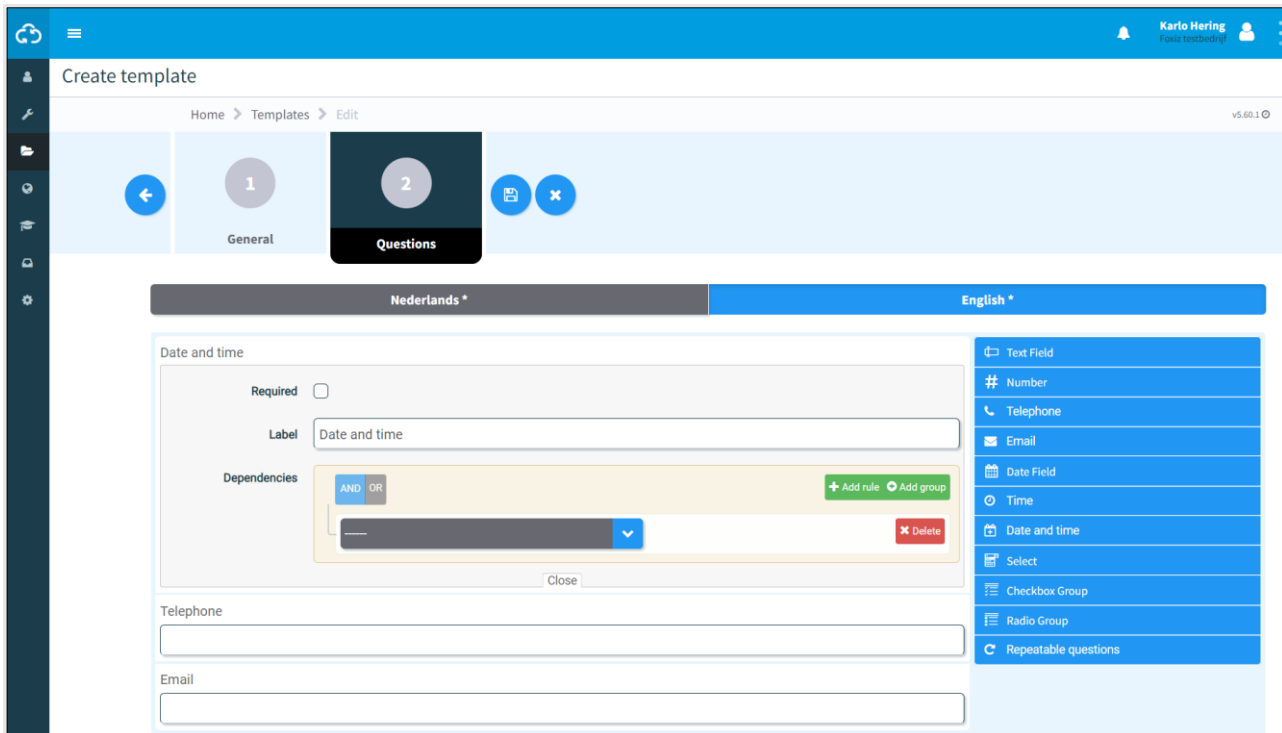 Karlo Hering
Foxiz testbedrijf
Create template
Home Templates Edit
v5.60.1
1
General
2
Questions
Nederlands *
English *
Date and time
Required
Label
Date and time
Dependencies
AND OR
Add rule Add group
------
Delete
Close
Telephone
Email
Text Field
Number
Telephone
Email
Date Field
Time
Date and time
Select
Checkbox Group
Radio Group
Repeatable questions